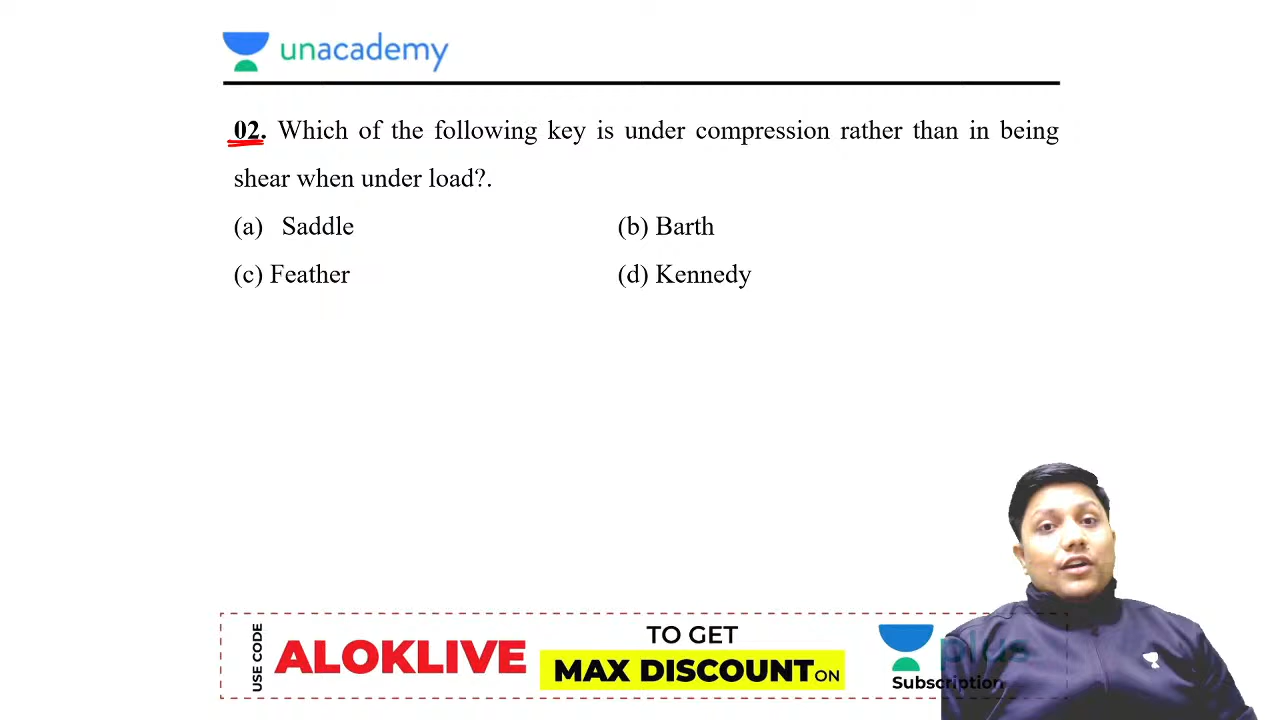 unacademy
02. Which of the following key is under compression rather than in being
shear when under load?.
(a) Saddle
(b) Barth
(c) Feather
(d) Kennedy
USE CODE
ALOKLIVE
TO GET
MAX DISCOUNT ON
plus
Subscription